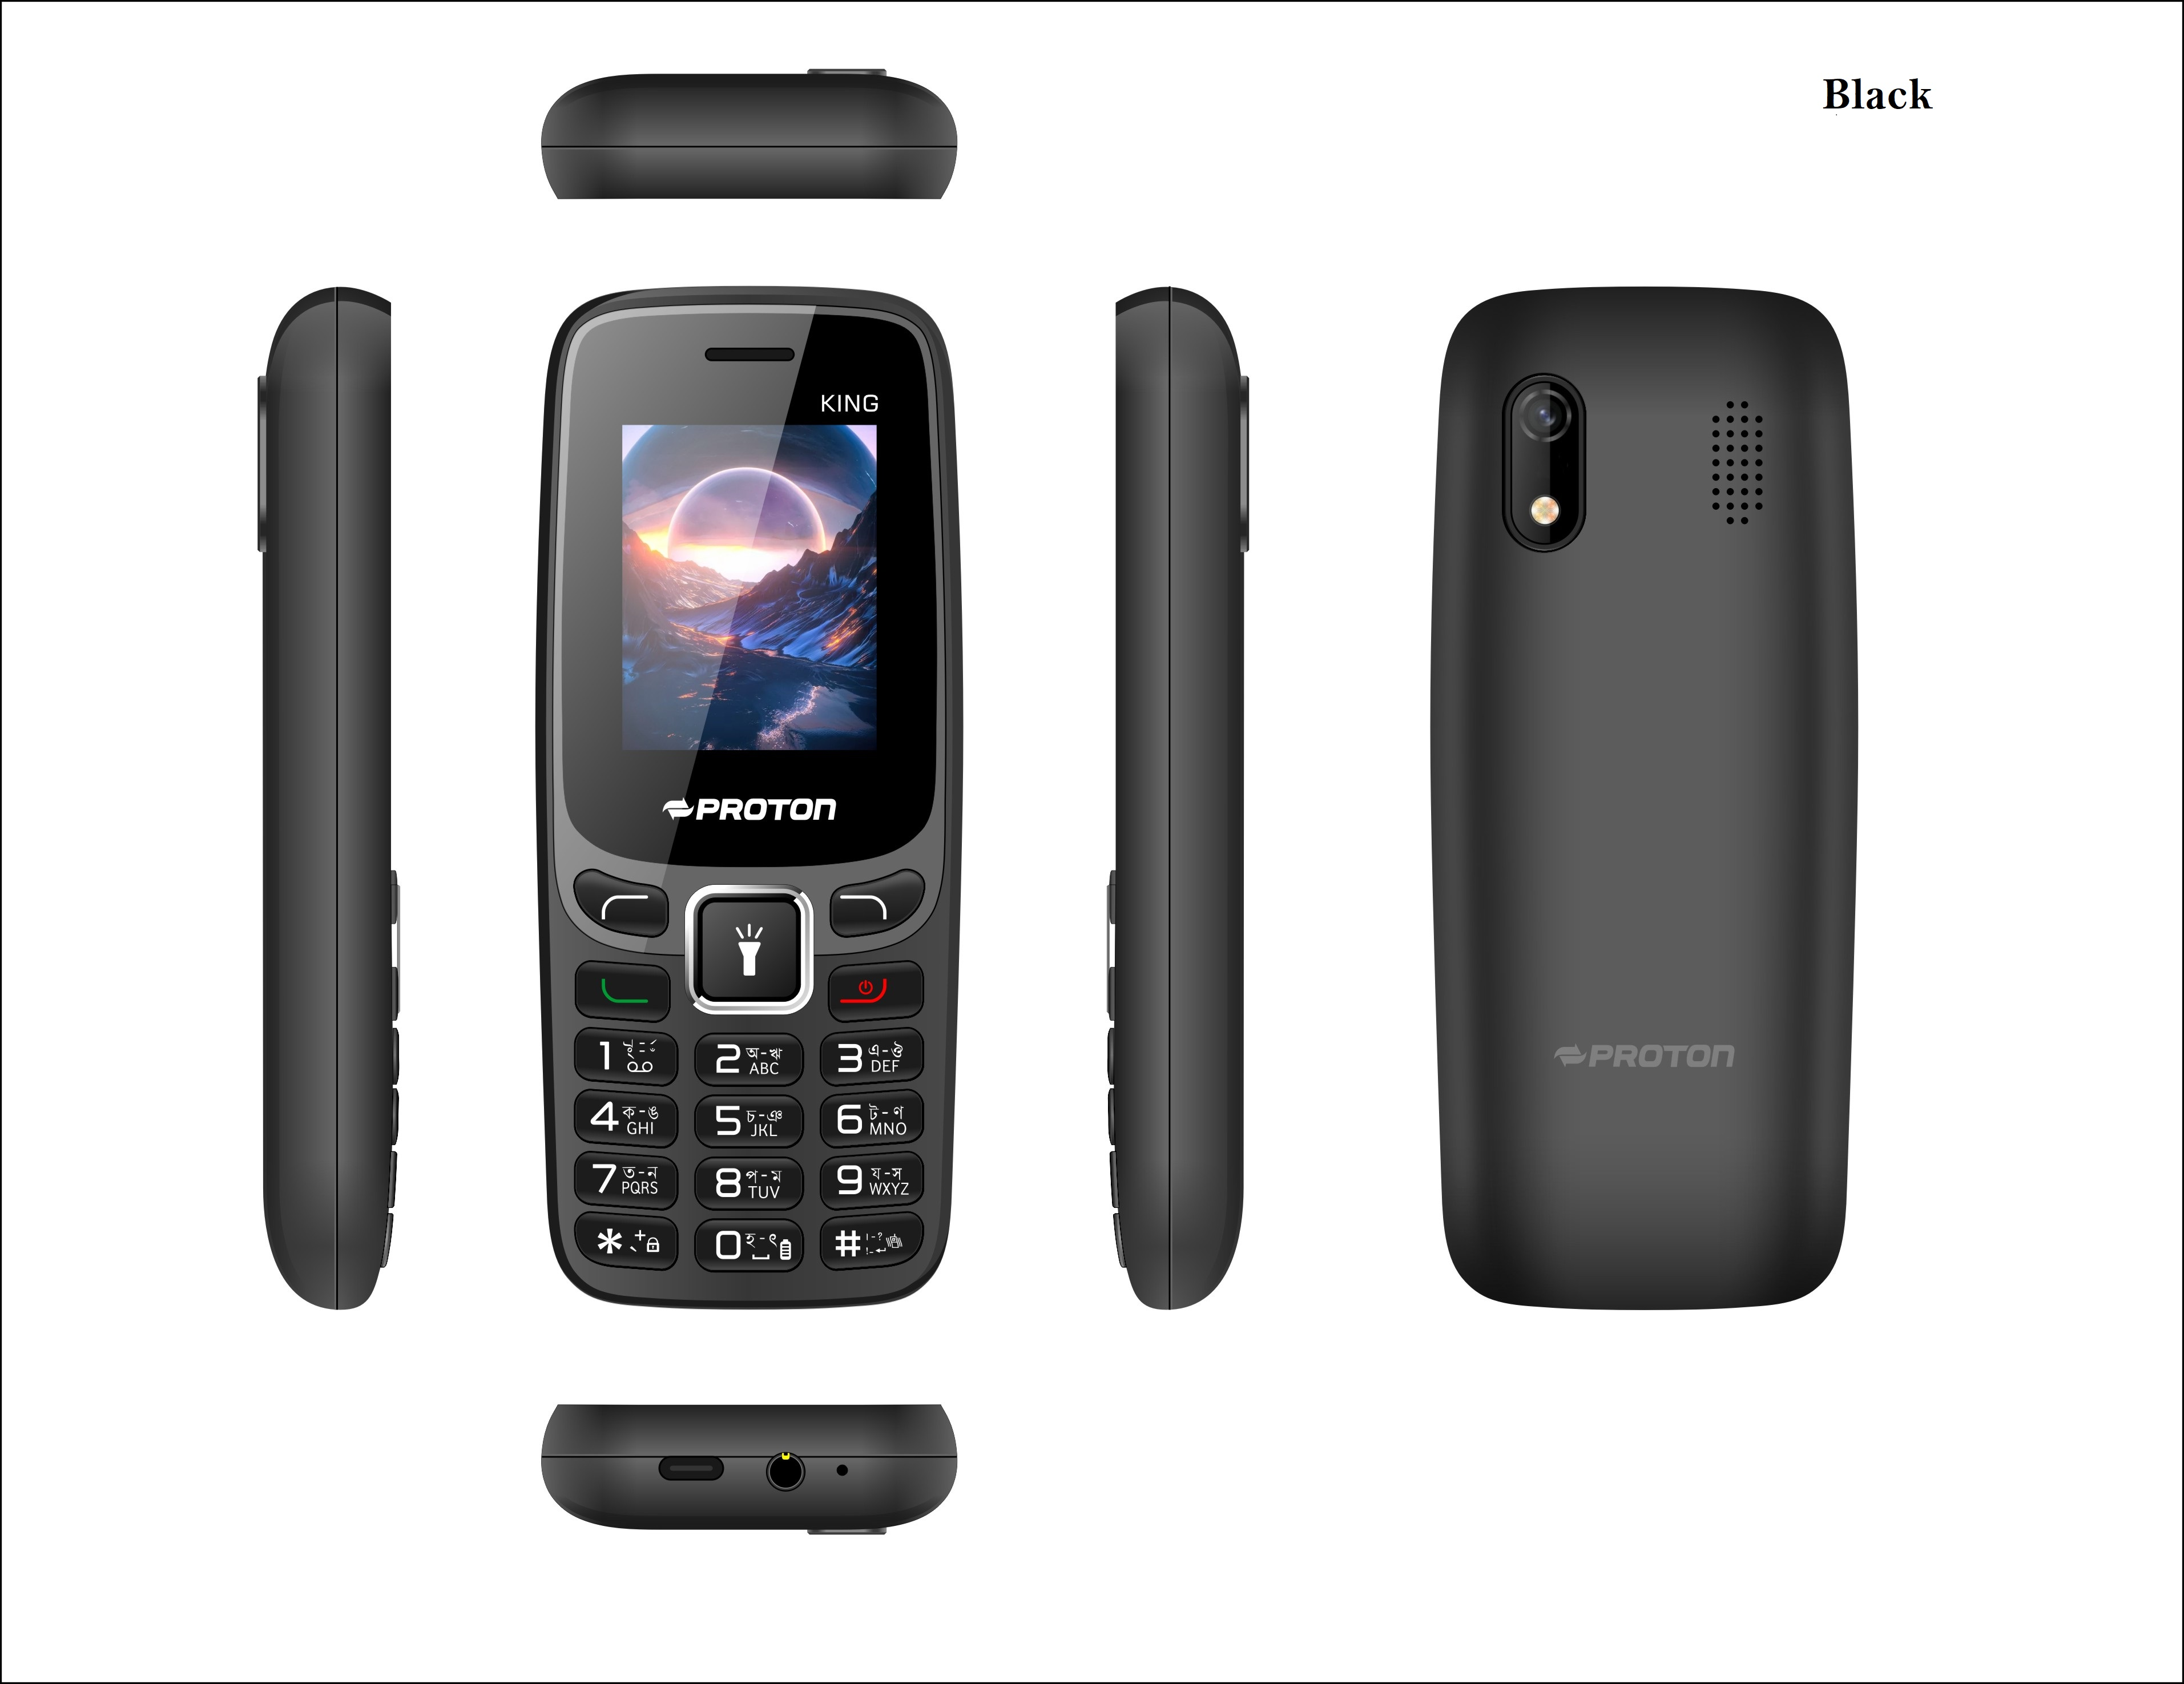 Black
KING
PROTON
1
2 অ-ঋ
ABC
3 এ-ঔ
DEF
4 ক-ঙ
GHI
5 চ-ঞ
JKL
6 ট-ণ
MNO
7 ত-ন
PQRS
8 প-ম
TUV
9 য-স
WXYZ
* +
0 হ-ৎ
#
PROTON